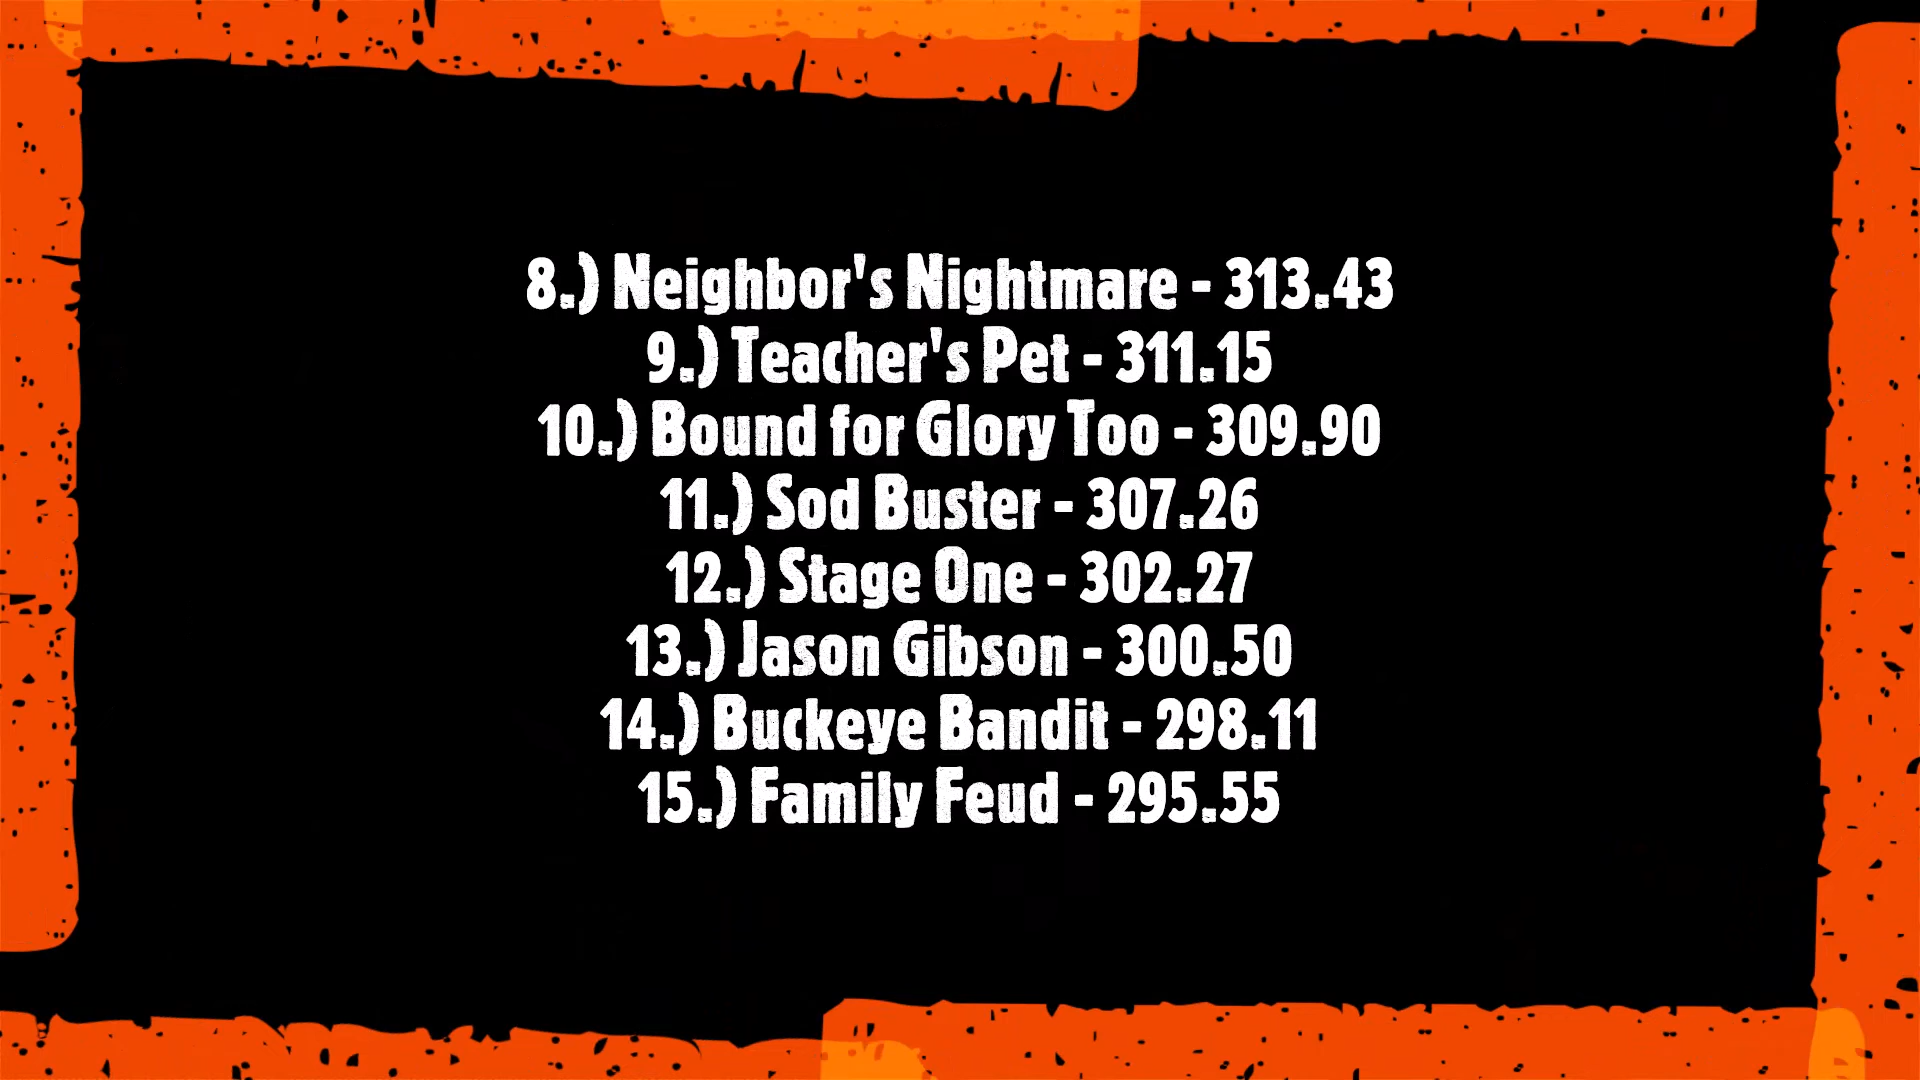 8.) Neighbor's Nightmare - 313.43
9.) Teacher's Pet - 311.15
10.) Bound for Glory Too - 309.90
11.) Sod Buster - 307.26
12.) Stage One - 302.27
13.) Jason Gibson - 300.50
14.) Buckeye Bandit - 298.11
15.) Family Feud - 295.55